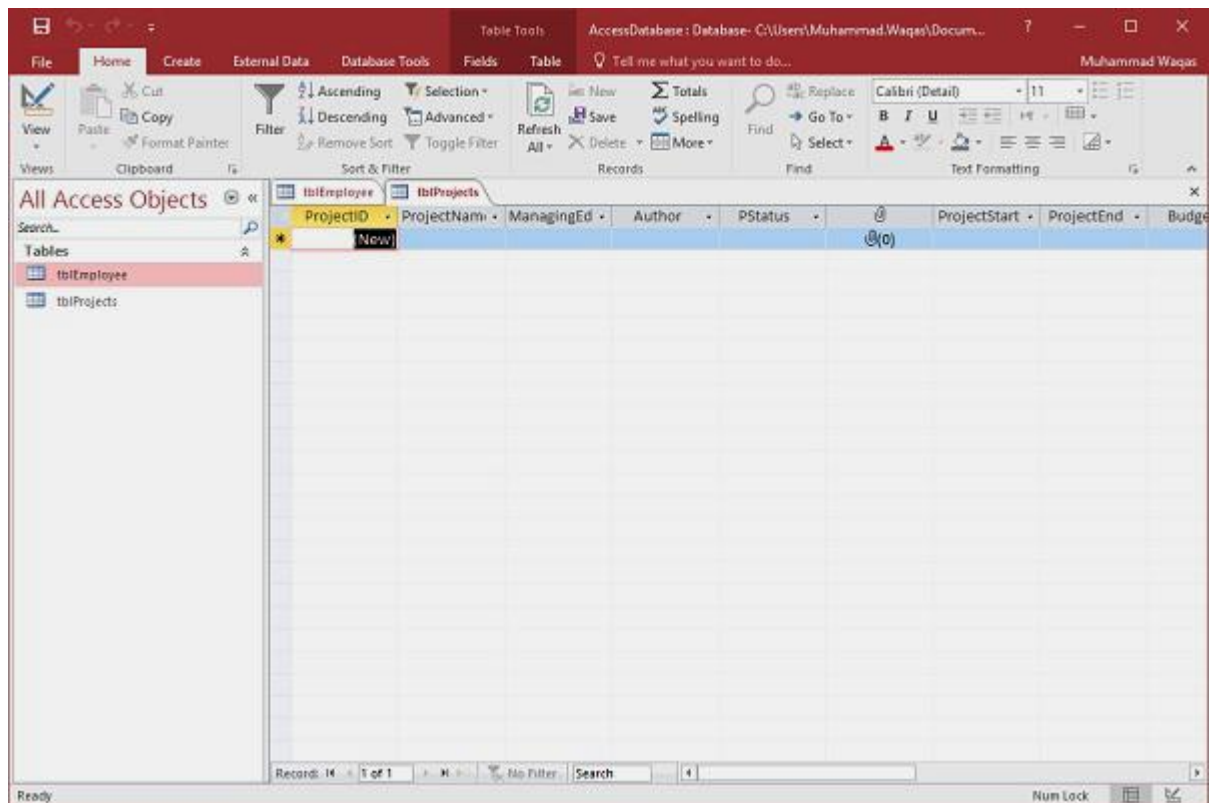 Table Tools AccessDatabase : Database- C:\Users\Muhammad.Waqas\Docum... ?
File Home Create External Data Database Tools Fields Table Tell me what you want to do... Muhammad Waqas
View
Paste
Cut
Copy
Format Painter
Filter
Ascending
Descending
Remove Sort
Selection
Advanced
Toggle Filter
Refresh
All
New
Save
Delete
Totals
Spelling
More
Find
Replace
Go To
Select
Calibri (Detail) 11
B I U
A
Views Clipboard Sort & Filter Records Find Text Formatting
All Access Objects
Search...
Tables
tblEmployee
tblProjects
tblEmployee tblProjects
ProjectID ProjectNam ManagingEd Author PStatus ProjectStart ProjectEnd Budge
* (New) (0)
Record: 1 of 1 No Filter Search
Ready Num Lock